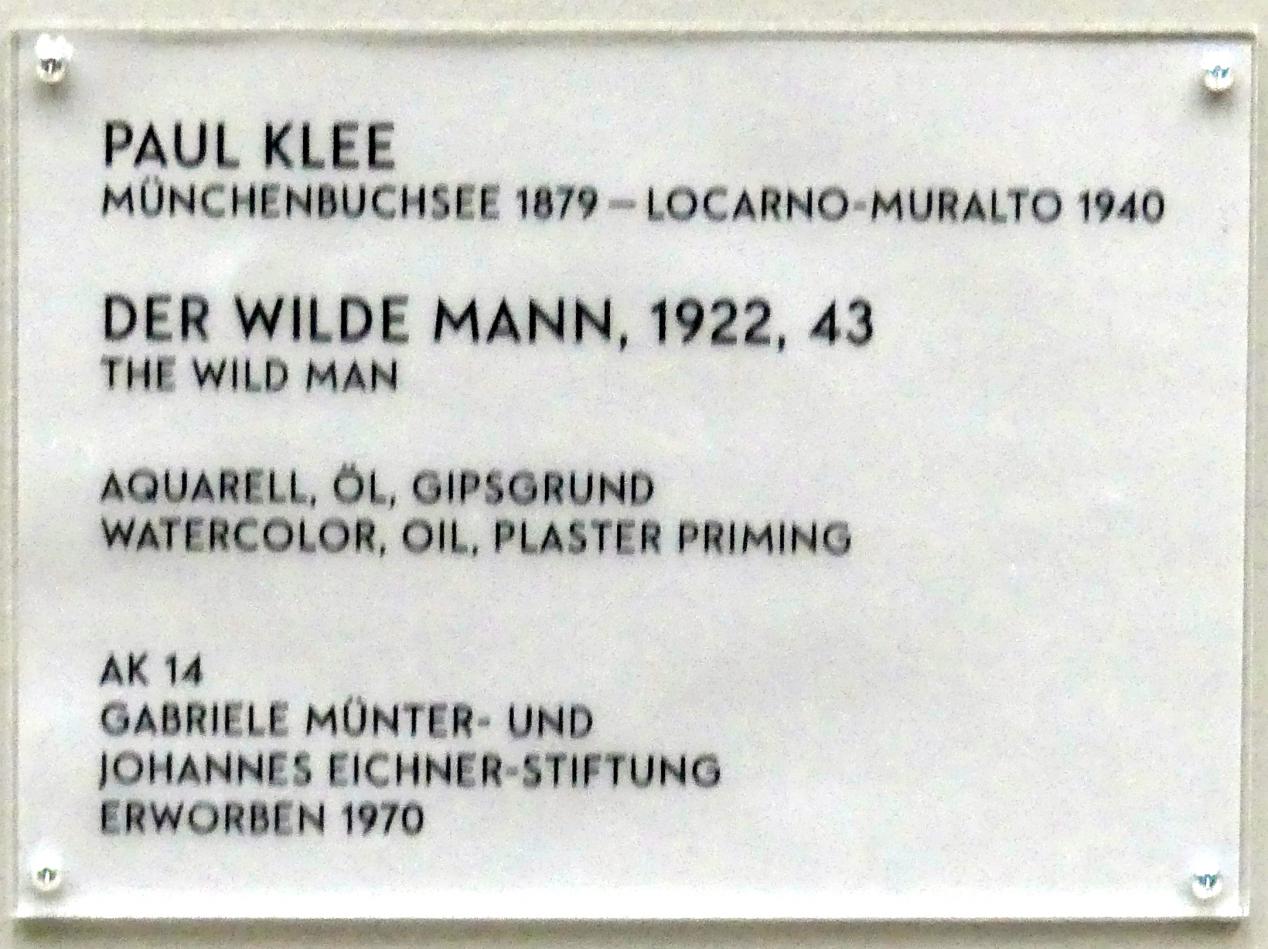 PAUL KLEE
MÜNCHENBUCHSEE 1879 – LOCARNO-MURALTO 1940
DER WILDE MANN, 1922, 43
THE WILD MAN
AQUARELL, ÖL, GIPSGRUND
WATERCOLOR, OIL, PLASTER PRIMING
AK 14
GABRIELE MÜNTER- UND
JOHANNES EICHNER-STIFTUNG
ERWORBEN 1970